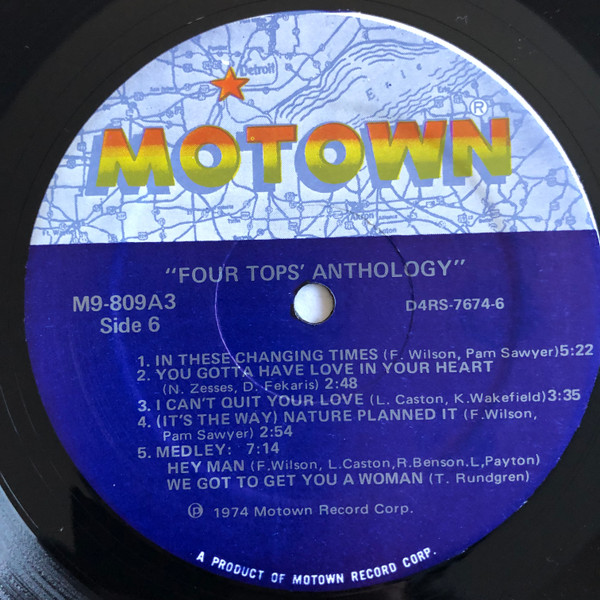 Detroit
Erie
MOTOWN®
Akron
Canton
"FOUR TOPS' ANTHOLOGY"
M9-809A3
Side 6
D4RS-7674-6
1. IN THESE CHANGING TIMES (F. Wilson, Pam Sawyer)5:22
2. YOU GOTTA HAVE LOVE IN YOUR HEART
(N. Zesses, D. Fekaris) 2:48
3. I CAN'T QUIT YOUR LOVE (L. Caston, K.Wakefield)3:35
4. (IT'S THE WAY) NATURE PLANNED IT (F.Wilson,
Pam Sawyer) 2:54
5. MEDLEY: 7:14
HEY MAN (F.Wilson, L.Caston,R.Benson.L,Payton)
WE GOT TO GET YOU A WOMAN (T. Rundgren)
℗ 1974 Motown Record Corp.
A PRODUCT OF MOTOWN RECORD CORP.